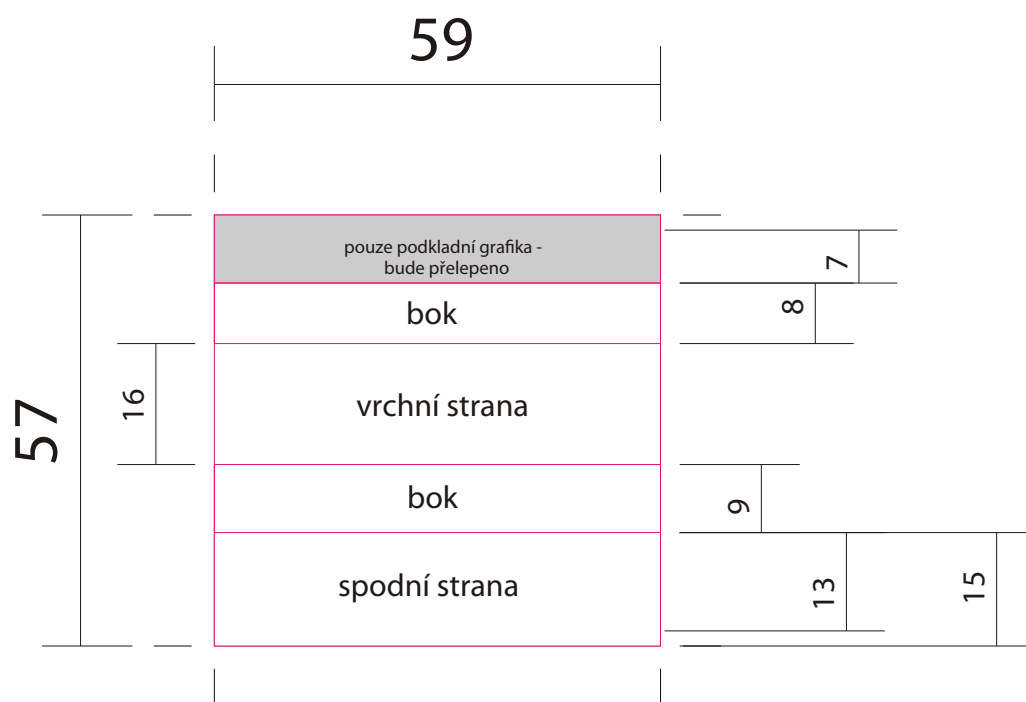 59
pouze podkladní grafika -
bude přelepeno
7
bok
8
16
vrchní strana
57
bok
9
spodní strana
13
15